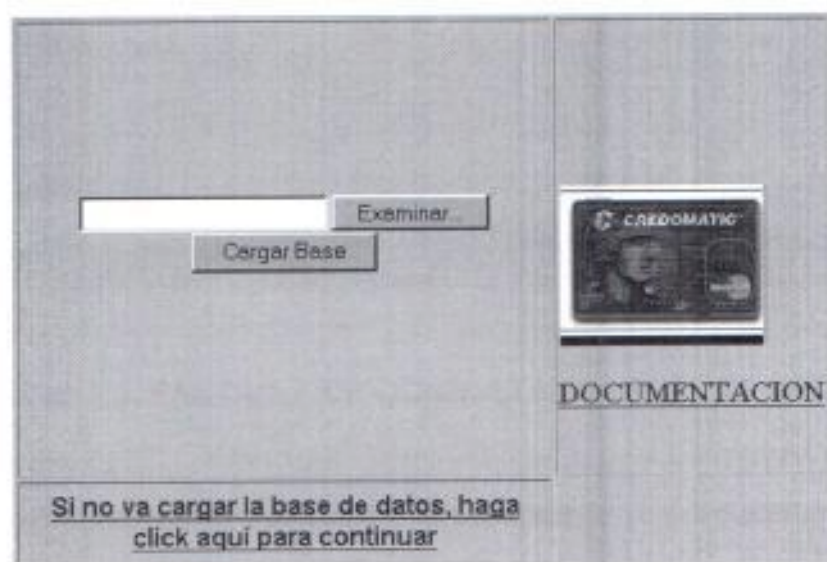 Examinar...
Cargar Base
CREDOMATIC
DOCUMENTACION
Si no va cargar la base de datos, haga
click aquí para continuar